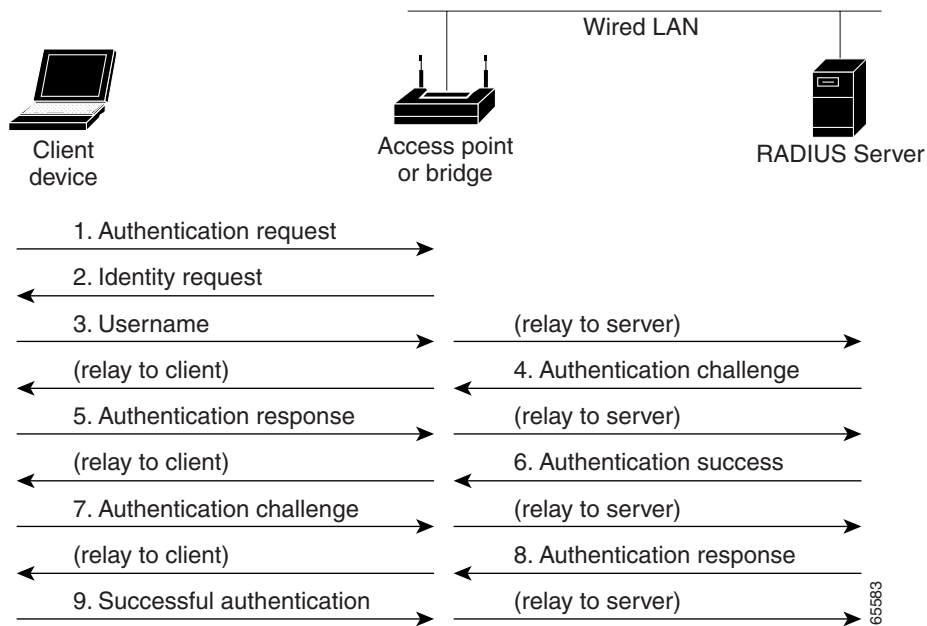 Wired LAN
Client
device
Access point
or bridge
RADIUS Server
1. Authentication request
2. Identity request
3. Username
(relay to server)
(relay to client)
4. Authentication challenge
5. Authentication response
(relay to server)
(relay to client)
6. Authentication success
7. Authentication challenge
(relay to server)
(relay to client)
8. Authentication response
9. Successful authentication
(relay to server)
65583